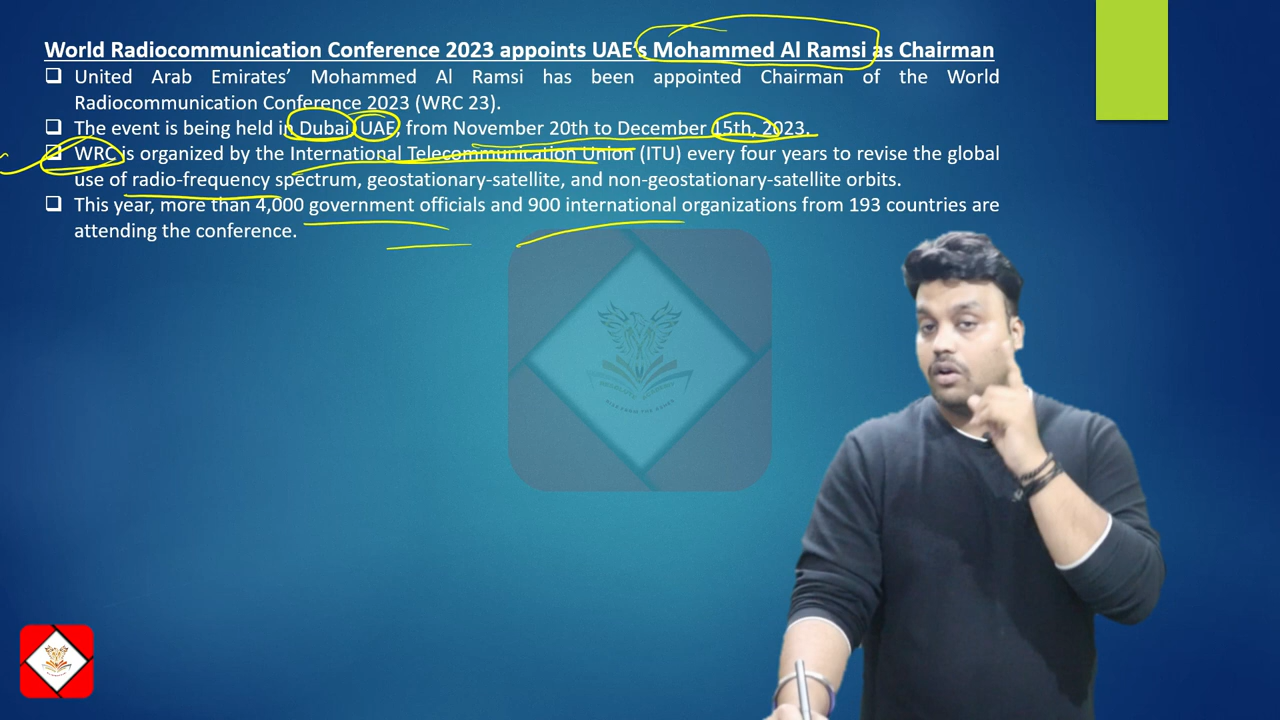 World Radiocommunication Conference 2023 appoints UAE's Mohammed Al Ramsi as Chairman
United Arab Emirates' Mohammed Al Ramsi has been appointed Chairman of the World
Radiocommunication Conference 2023 (WRC 23).
The event is being held in Dubai, UAE, from November 20th to December 15th, 2023.
WRC is organized by the International Telecommunication Union (ITU) every four years to revise the global
use of radio-frequency spectrum, geostationary-satellite, and non-geostationary-satellite orbits.
This year, more than 4,000 government officials and 900 international organizations from 193 countries are
attending the conference.